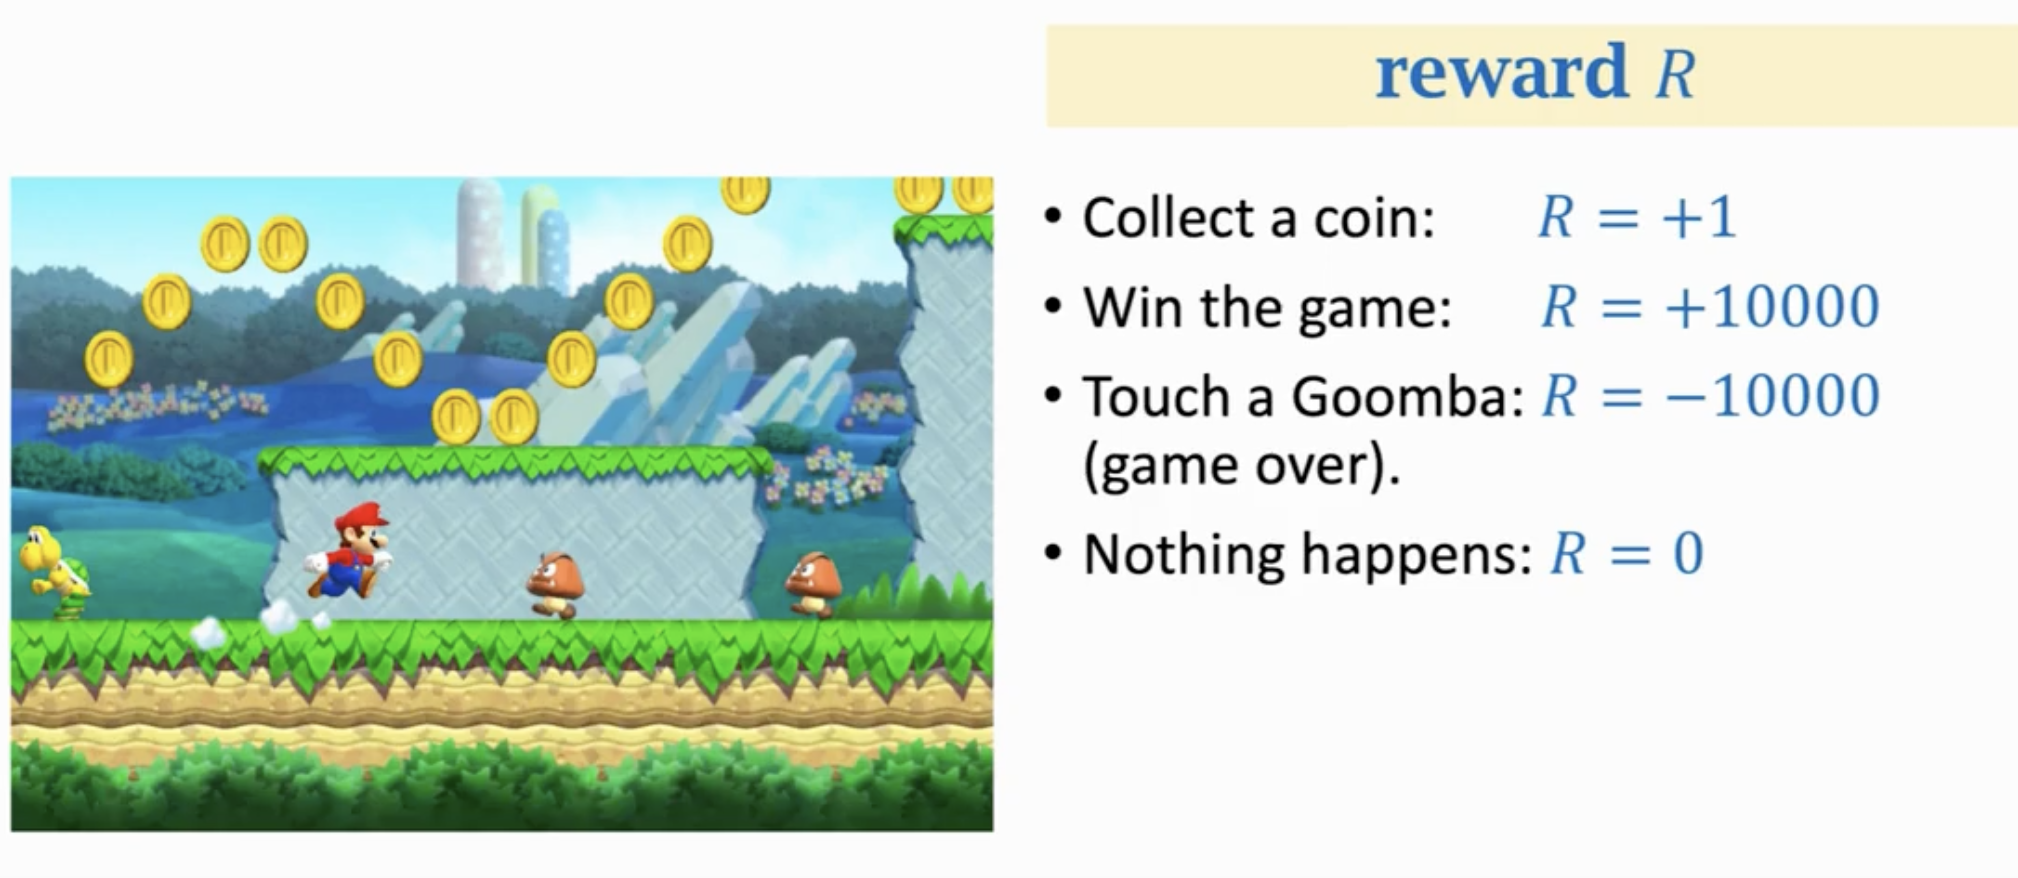 reward R
• Collect a coin: R = +1
• Win the game: R = +10000
• Touch a Goomba: R = −10000
(game over).
• Nothing happens: R = 0